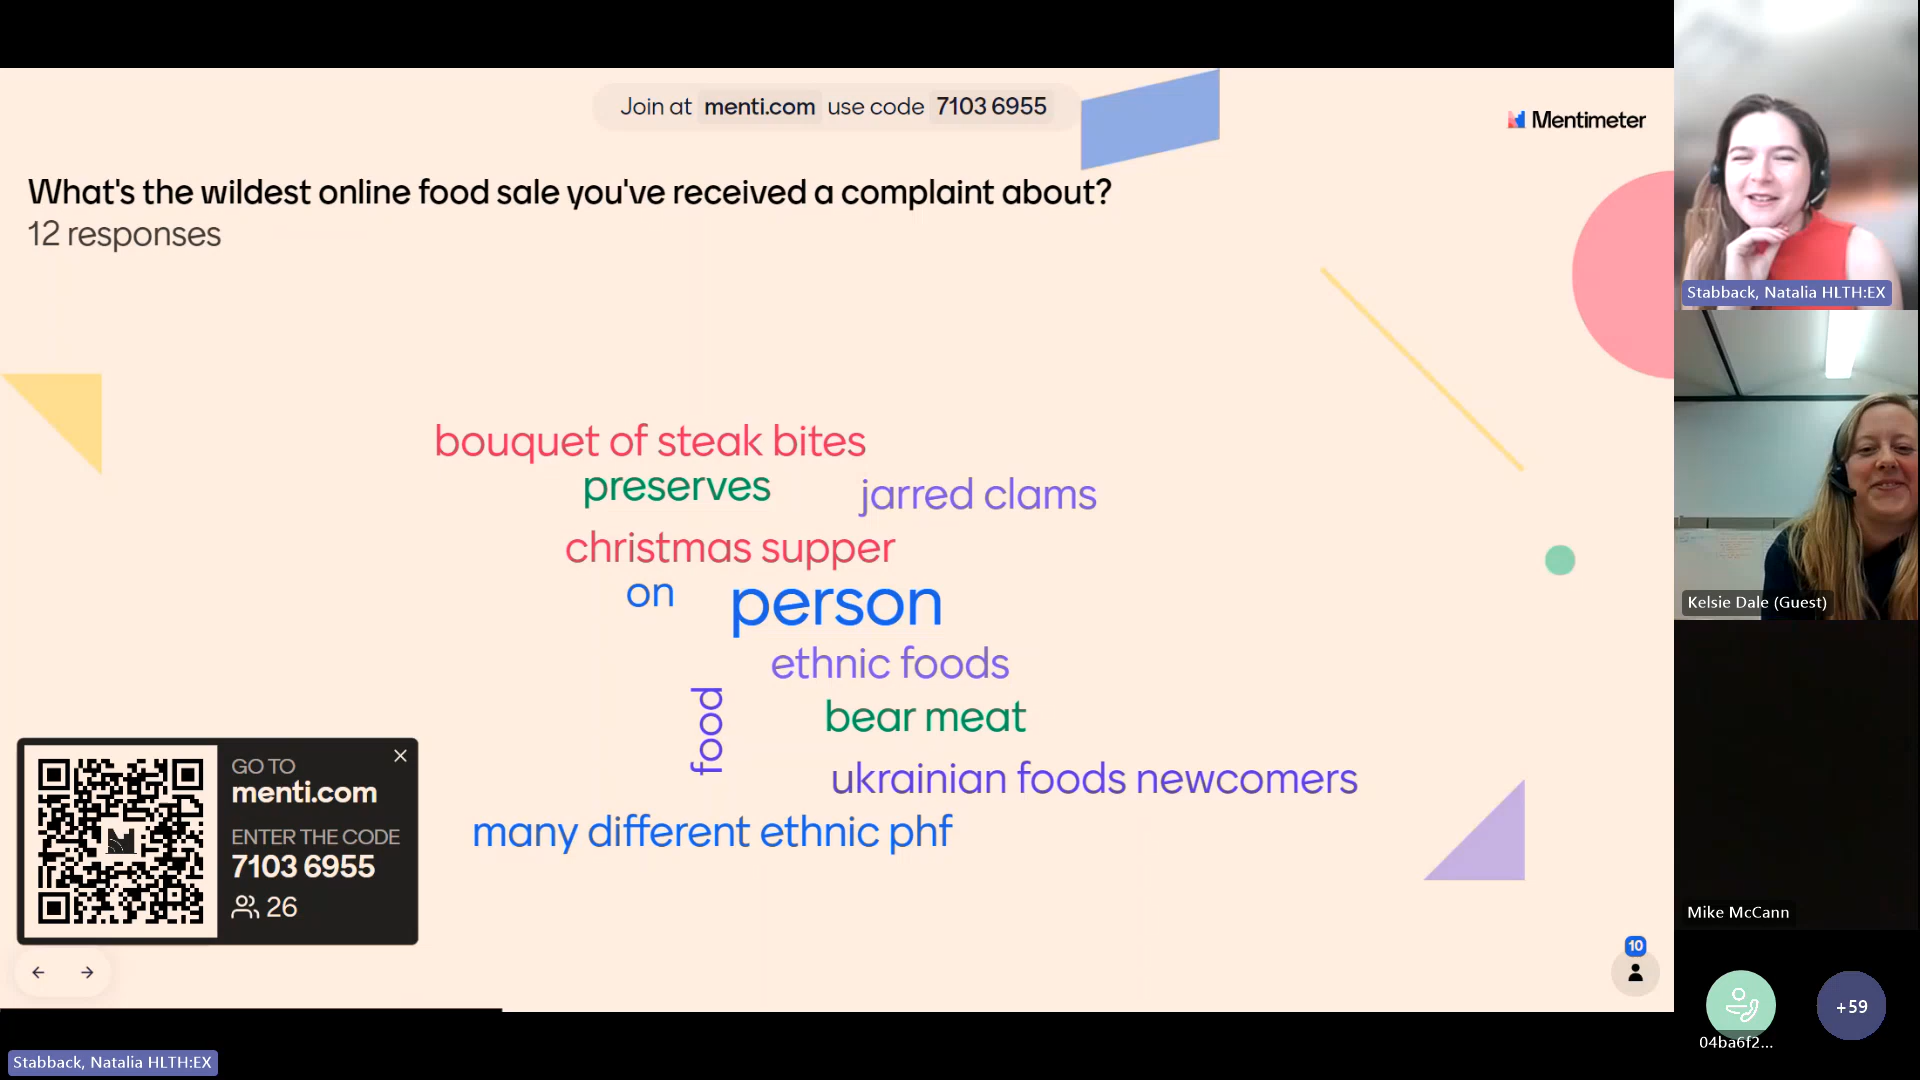 Join at menti.com use code 7103 6955
Mentimeter
What's the wildest online food sale you've received a complaint about?
12 responses
bouquet of steak bites
preserves
jarred clams
christmas supper
on
person
ethnic foods
food
bear meat
ukrainian foods newcomers
many different ethnic phf
GO TO
menti.com
ENTER THE CODE
7103 6955
26
10
Stabback, Natalia HLTH:EX
Kelsie Dale (Guest)
Mike McCann
04ba6f2...
+59
Stabback, Natalia HLTH:EX